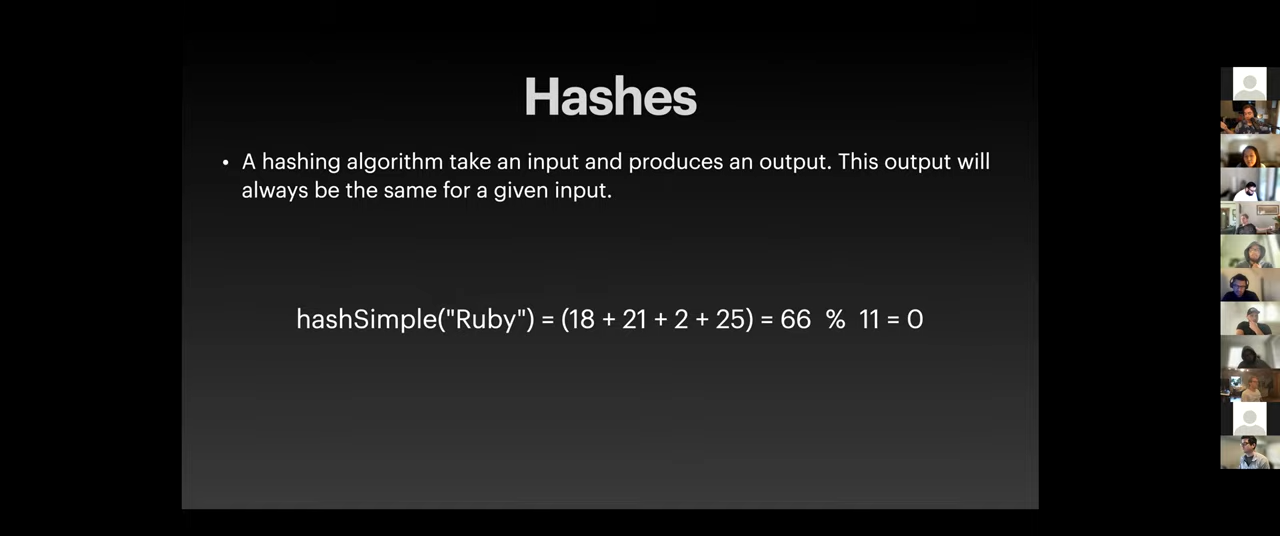 Hashes
• A hashing algorithm take an input and produces an output. This output will
always be the same for a given input.
hashSimple("Ruby") = (18 + 21 + 2 + 25) = 66 % 11 = 0